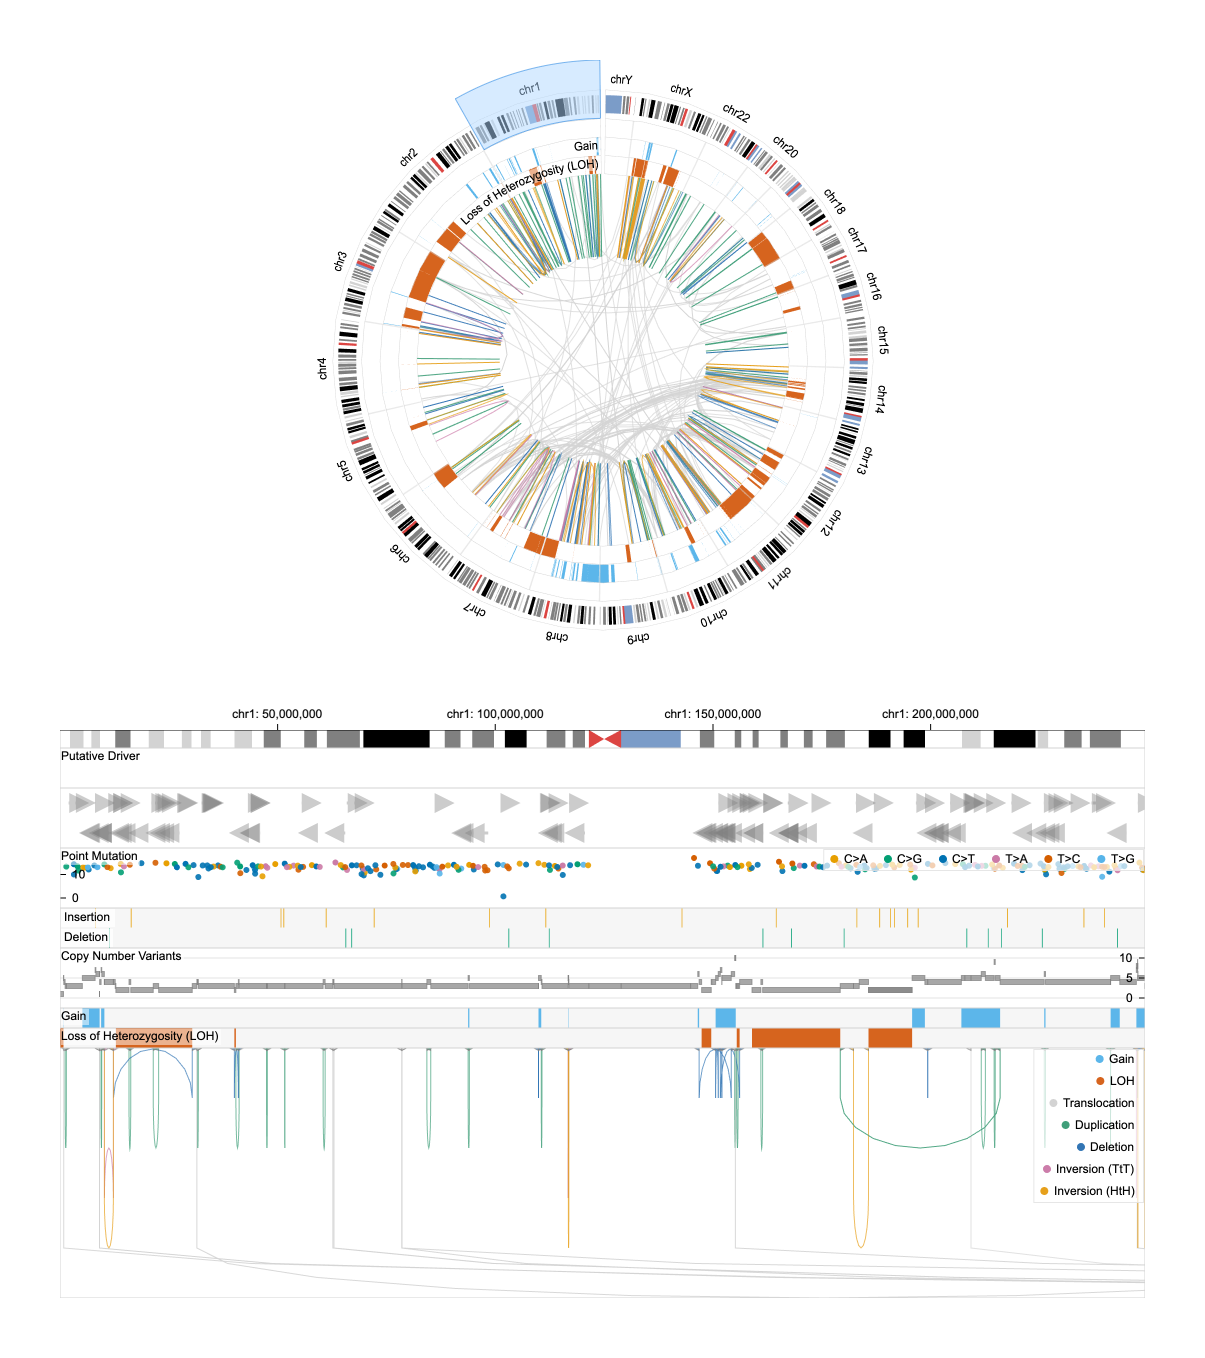 chr1
chrY
chrX
chr22
chr20
chr18
chr17
chr16
chr15
chr14
chr13
chr12
chr11
chr10
chr9
chr8
chr7
chr6
chr5
chr4
chr3
chr2
Gain
Loss of Heterozygosity (LOH)
chr1: 50,000,000 chr1: 100,000,000 chr1: 150,000,000 chr1: 200,000,000
Putative Driver
Point Mutation
C>A C>G C>T T>A T>C T>G
10
0
Insertion
Deletion
Copy Number Variants
10
5
0
Gain
Loss of Heterozygosity (LOH)
Gain
LOH
Translocation
Duplication
Deletion
Inversion (TtT)
Inversion (HtH)